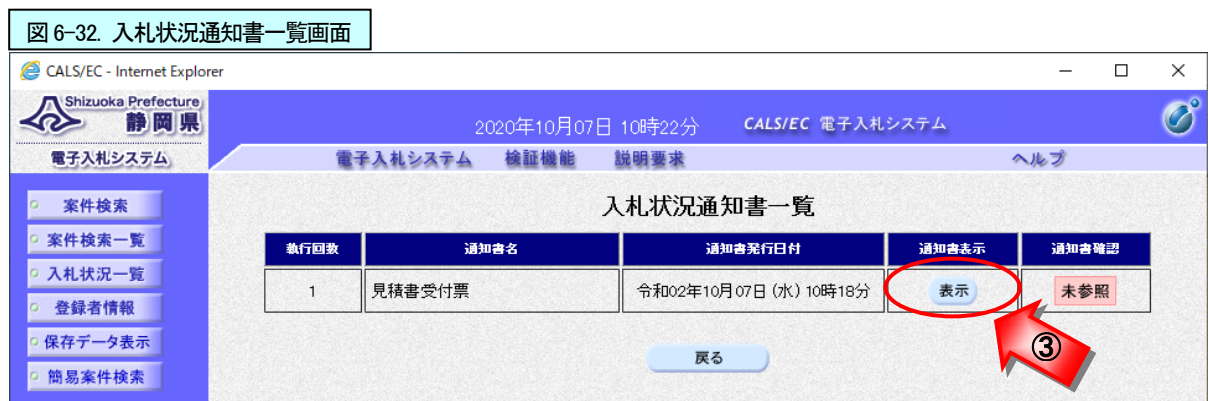 図 6-32. 入札状況通知書一覧画面
CALS/EC - Internet Explorer
Shizuoka Prefecture
静岡県
2020年10月07日 10時22分 CALS/EC 電子入札システム
電子入札システム
電子入札システム 検証機能 説明要求 ヘルプ
案件検索
案件検索一覧
入札状況一覧
登録者情報
保存データ表示
簡易案件検索
入札状況通知書一覧
執行回数 通知書名 通知書発行日付 通知書表示 通知書確認
1 見積書受付票 令和02年10月07日（水）10時18分 表示 未参照
③
戻る